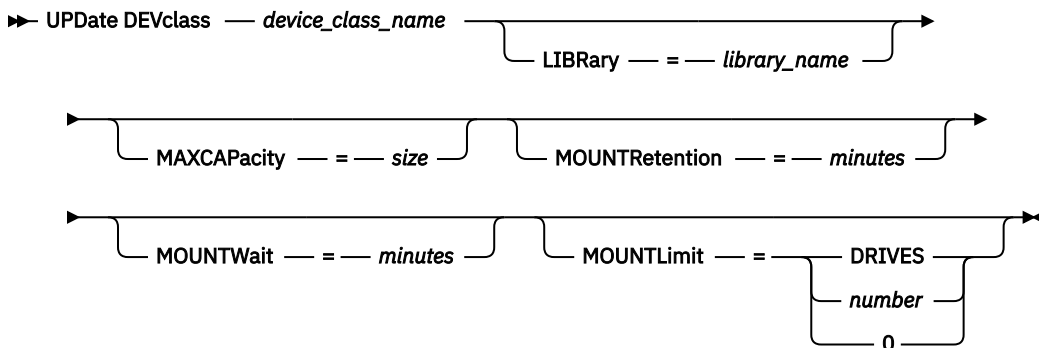 UPDate DEVclass — device_class_name
LIBRary — = — library_name
MAXCAPacity — = — size
MOUNTRetention — = — minutes
MOUNTWait — = — minutes
MOUNTLimit — = DRIVES
number
0